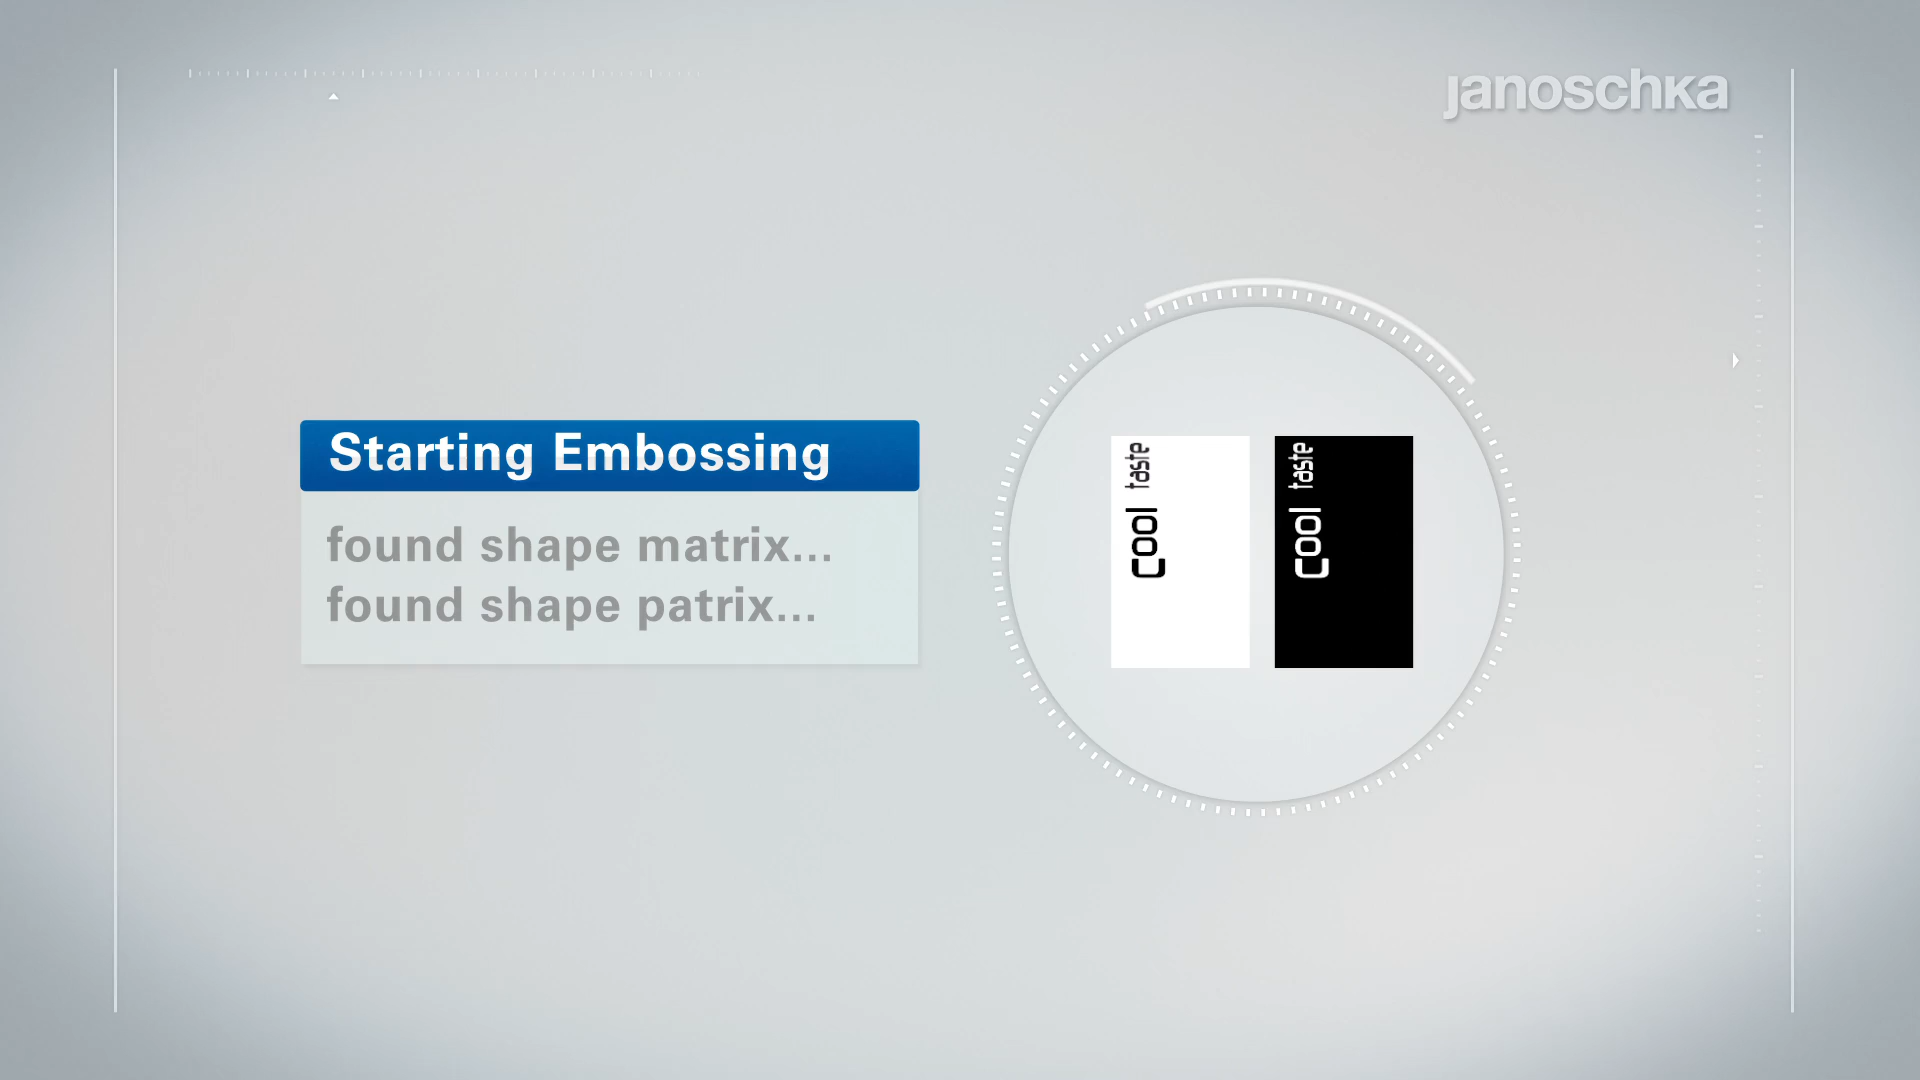 janoschka
Starting Embossing
found shape matrix...
found shape patrix...
cool taste
cool taste